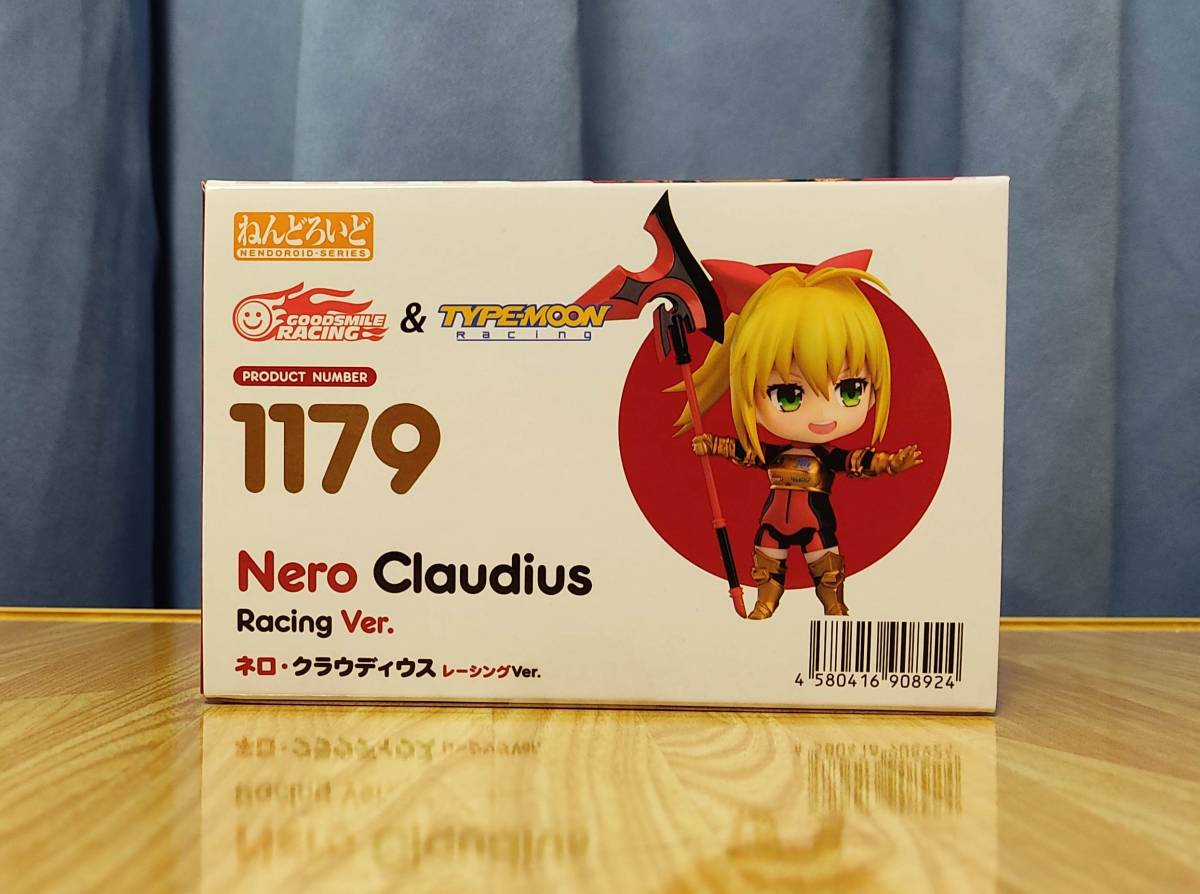 ねんどろいど
NENDOROID-SERIES
GOODSMILE
RACING
&
TYPE-MOON
Racing
PRODUCT NUMBER
1179
Nero Claudius
Racing Ver.
ネロ・クラウディウス レーシングVer.
4 580416 908924